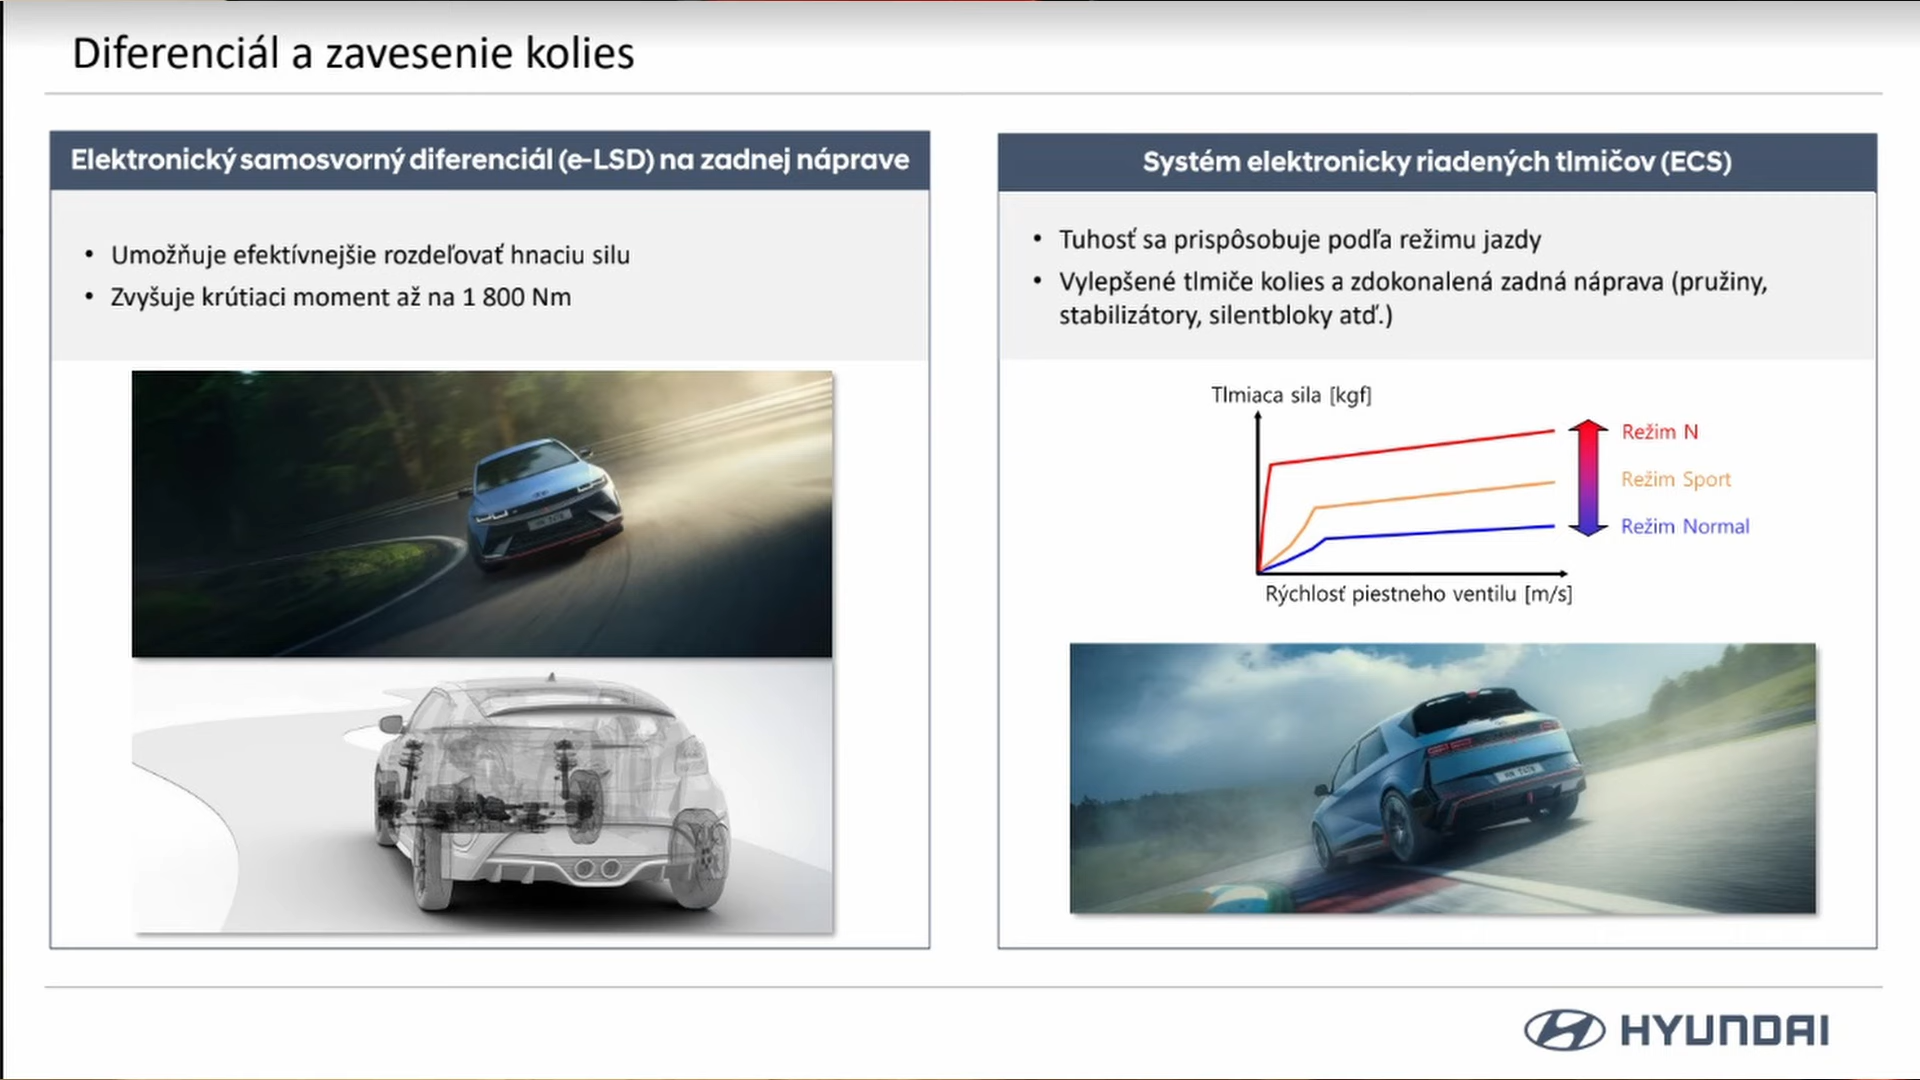 Diferenciál a zavesenie kolies
Elektronický samosvorný diferenciál (e-LSD) na zadnej náprave
• Umožňuje efektívnejšie rozdeľovať hnaciu silu
• Zvyšuje krútiaci moment až na 1 800 Nm
Systém elektronicky riadených tlmičov (ECS)
• Tuhosť sa prispôsobuje podľa režimu jazdy
• Vylepšené tlmiče kolies a zdokonalená zadná náprava (pružiny,
stabilizátory, silentbloky atď.)
Tlmiaca sila [kgf]
Režim N
Režim Sport
Režim Normal
Rýchlosť piestneho ventilu [m/s]
HYUNDAI